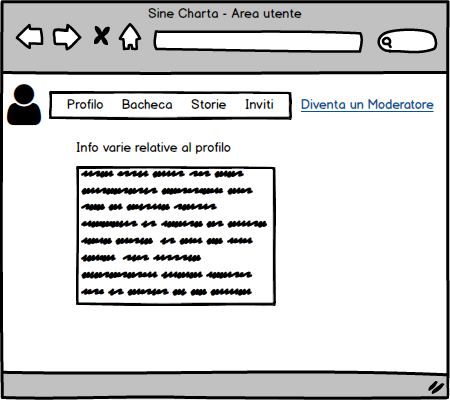 Sine Charta - Area utente
Profilo Bacheca Storie Inviti Diventa un Moderatore
Info varie relative al profilo